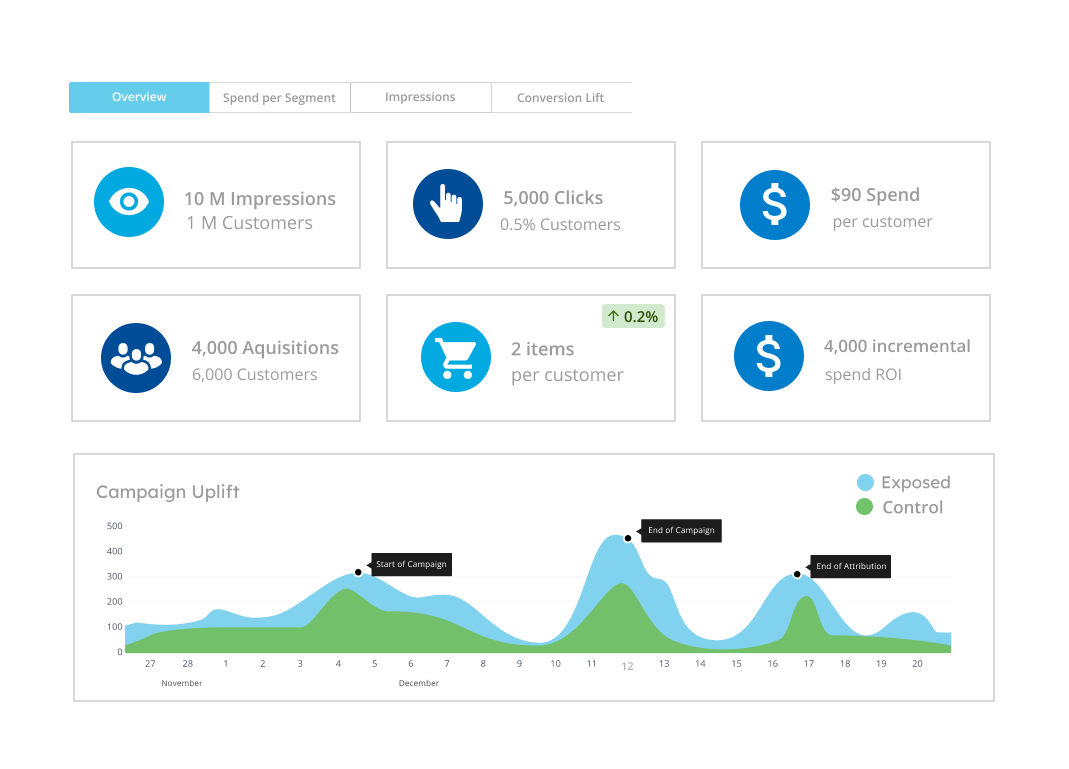 Overview
Spend per Segment
Impressions
Conversion Lift
10 M Impressions
1 M Customers
5,000 Clicks
0.5% Customers
$90 Spend
per customer
4,000 Aquisitions
6,000 Customers
↑ 0.2%
2 items
per customer
4,000 incremental
spend ROI
Campaign Uplift
Exposed
Control
500
400
300
200
100
0
End of Campaign
Start of Campaign
End of Attribution
27 28 1 2 3 4 5 6 7 8 9 10 11 12 13 14 15 16 17 18 19 20
November December